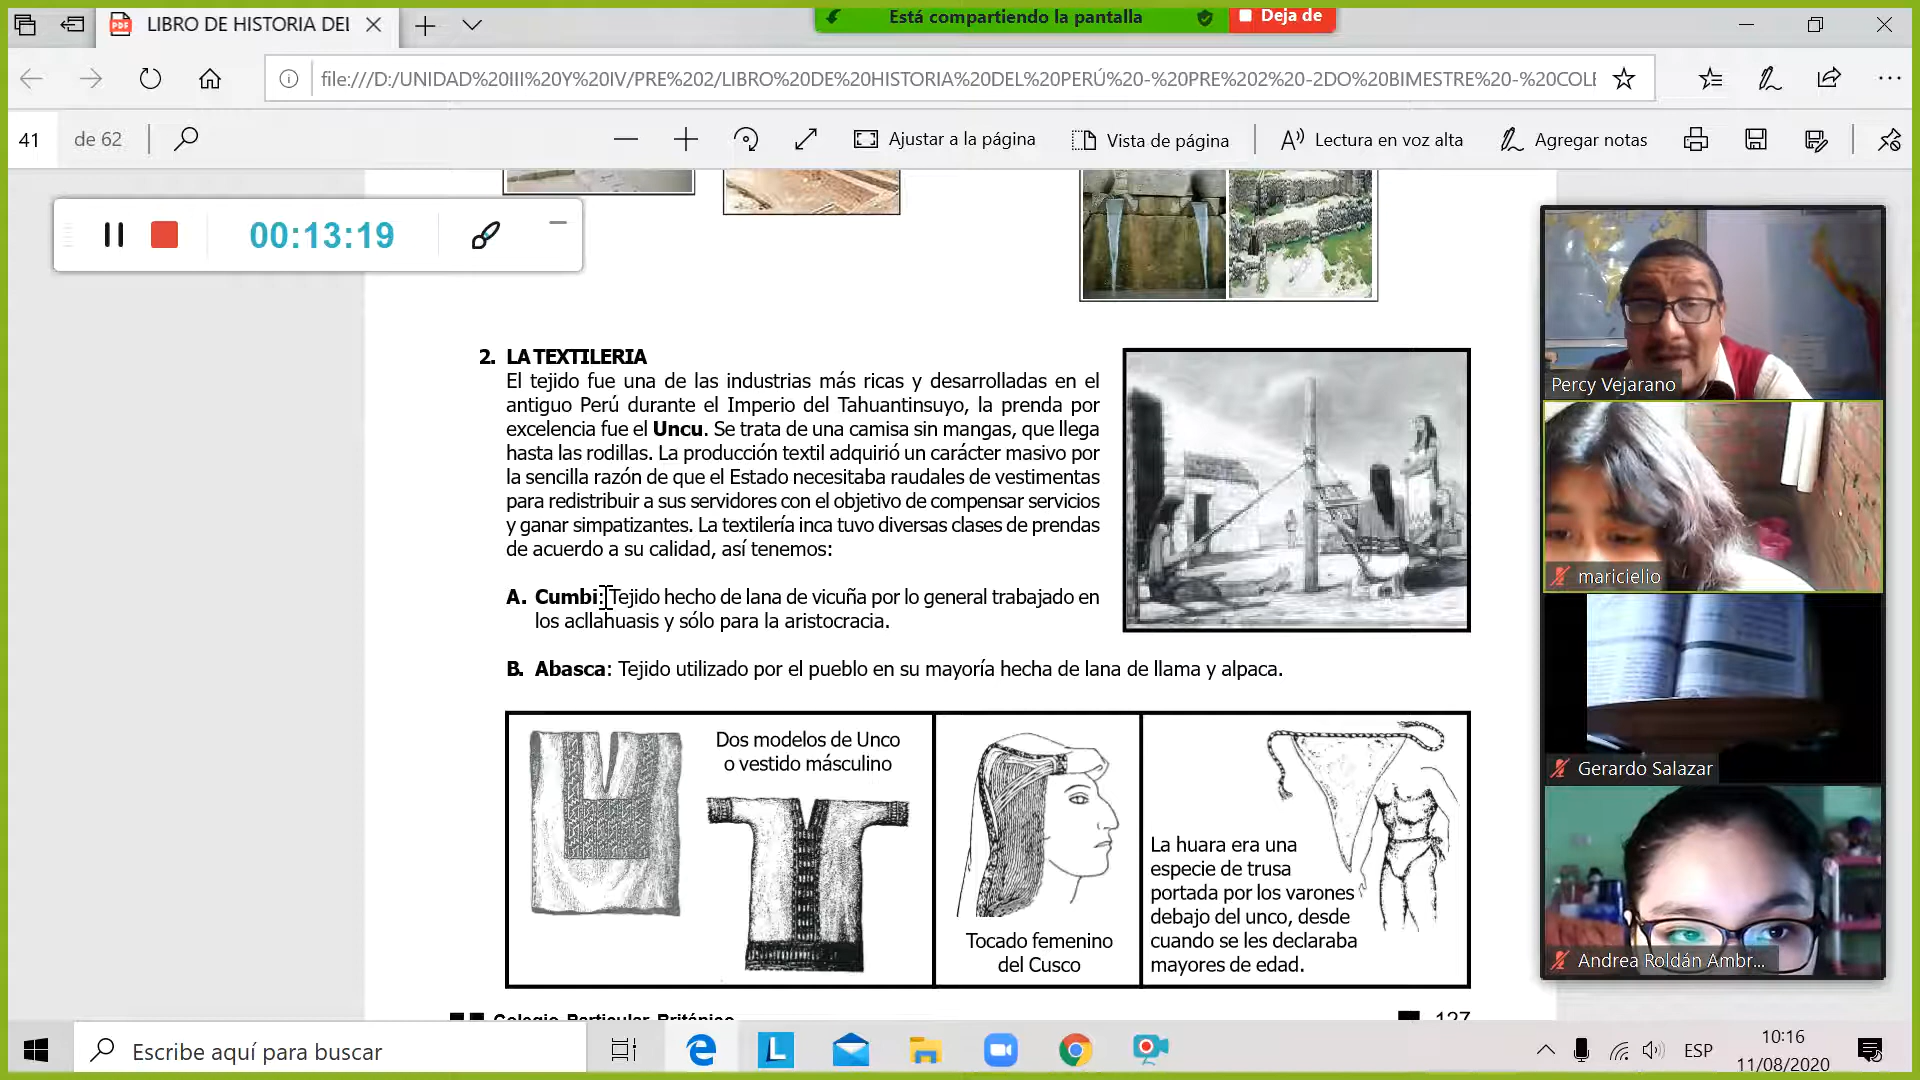 LIBRO DE HISTORIA DEL
Está compartiendo la pantalla
Deja de
file:///D:/UNIDAD%20III%20Y%20IV/PRE%202/LIBRO%20DE%20HISTORIA%20DEL%20PERÚ%20-%20PRE%202%20-2DO%20BIMESTRE%20-%20COLE
41 de 62
Ajustar a la página
Vista de página
Lectura en voz alta
Agregar notas
00:13:19
2. LA TEXTILERIA
El tejido fue una de las industrias más ricas y desarrolladas en el
antiguo Perú durante el Imperio del Tahuantinsuyo, la prenda por
excelencia fue el Uncu. Se trata de una camisa sin mangas, que llega
hasta las rodillas. La producción textil adquirió un carácter masivo por
la sencilla razón de que el Estado necesitaba raudales de vestimentas
para redistribuir a sus servidores con el objetivo de compensar servicios
y ganar simpatizantes. La textilería inca tuvo diversas clases de prendas
de acuerdo a su calidad, así tenemos:
A. Cumbi: Tejido hecho de lana de vicuña por lo general trabajado en
los acllahuasis y sólo para la aristocracia.
B. Abasca: Tejido utilizado por el pueblo en su mayoría hecha de lana de llama y alpaca.
Dos modelos de Unco
o vestido másculino
Tocado femenino
del Cusco
La huara era una
especie de trusa
portada por los varones
debajo del unco, desde
cuando se les declaraba
mayores de edad.
Colegio Particular Británico
127
Percy Vejarano
maricielio
Gerardo Salazar
Andrea Roldán Ambr...
Escribe aquí para buscar
ESP
10:16
11/08/2020